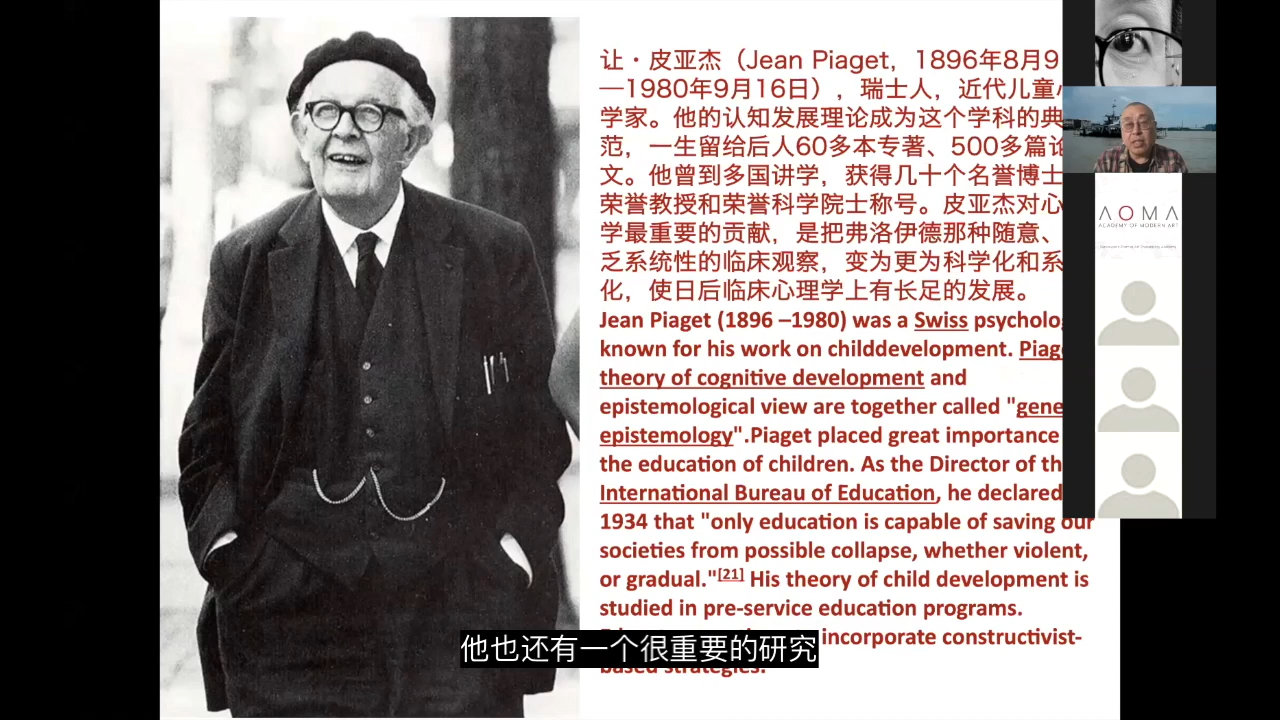 让・皮亚杰（Jean Piaget，1896年8月9
—1980年9月16日），瑞士人，近代儿童
学家。他的认知发展理论成为这个学科的典
范，一生留给后人60多本专著、500多篇论
文。他曾到多国讲学，获得几十个名誉博士
荣誉教授和荣誉科学院士称号。皮亚杰对心
学最重要的贡献，是把弗洛伊德那种随意、
乏系统性的临床观察，变为更为科学化和系
化，使日后临床心理学上有长足的发展。
Jean Piaget (1896 –1980) was a Swiss
known for his work on childdevelopment.
theory of cognitive development and
epistemological view are together called "
epistemology".Piaget placed great importance
the education of children. As the Director of
International Bureau of Education, he declared
1934 that "only education is capable of saving our
societies from possible collapse, whether violent,
or gradual."[21] His theory of child development is
studied in pre-service education programs.
incorporate constructivist-
based strategies.
他也还有一个很重要的研究
AOMA
ACADEMY OF MODERN ART